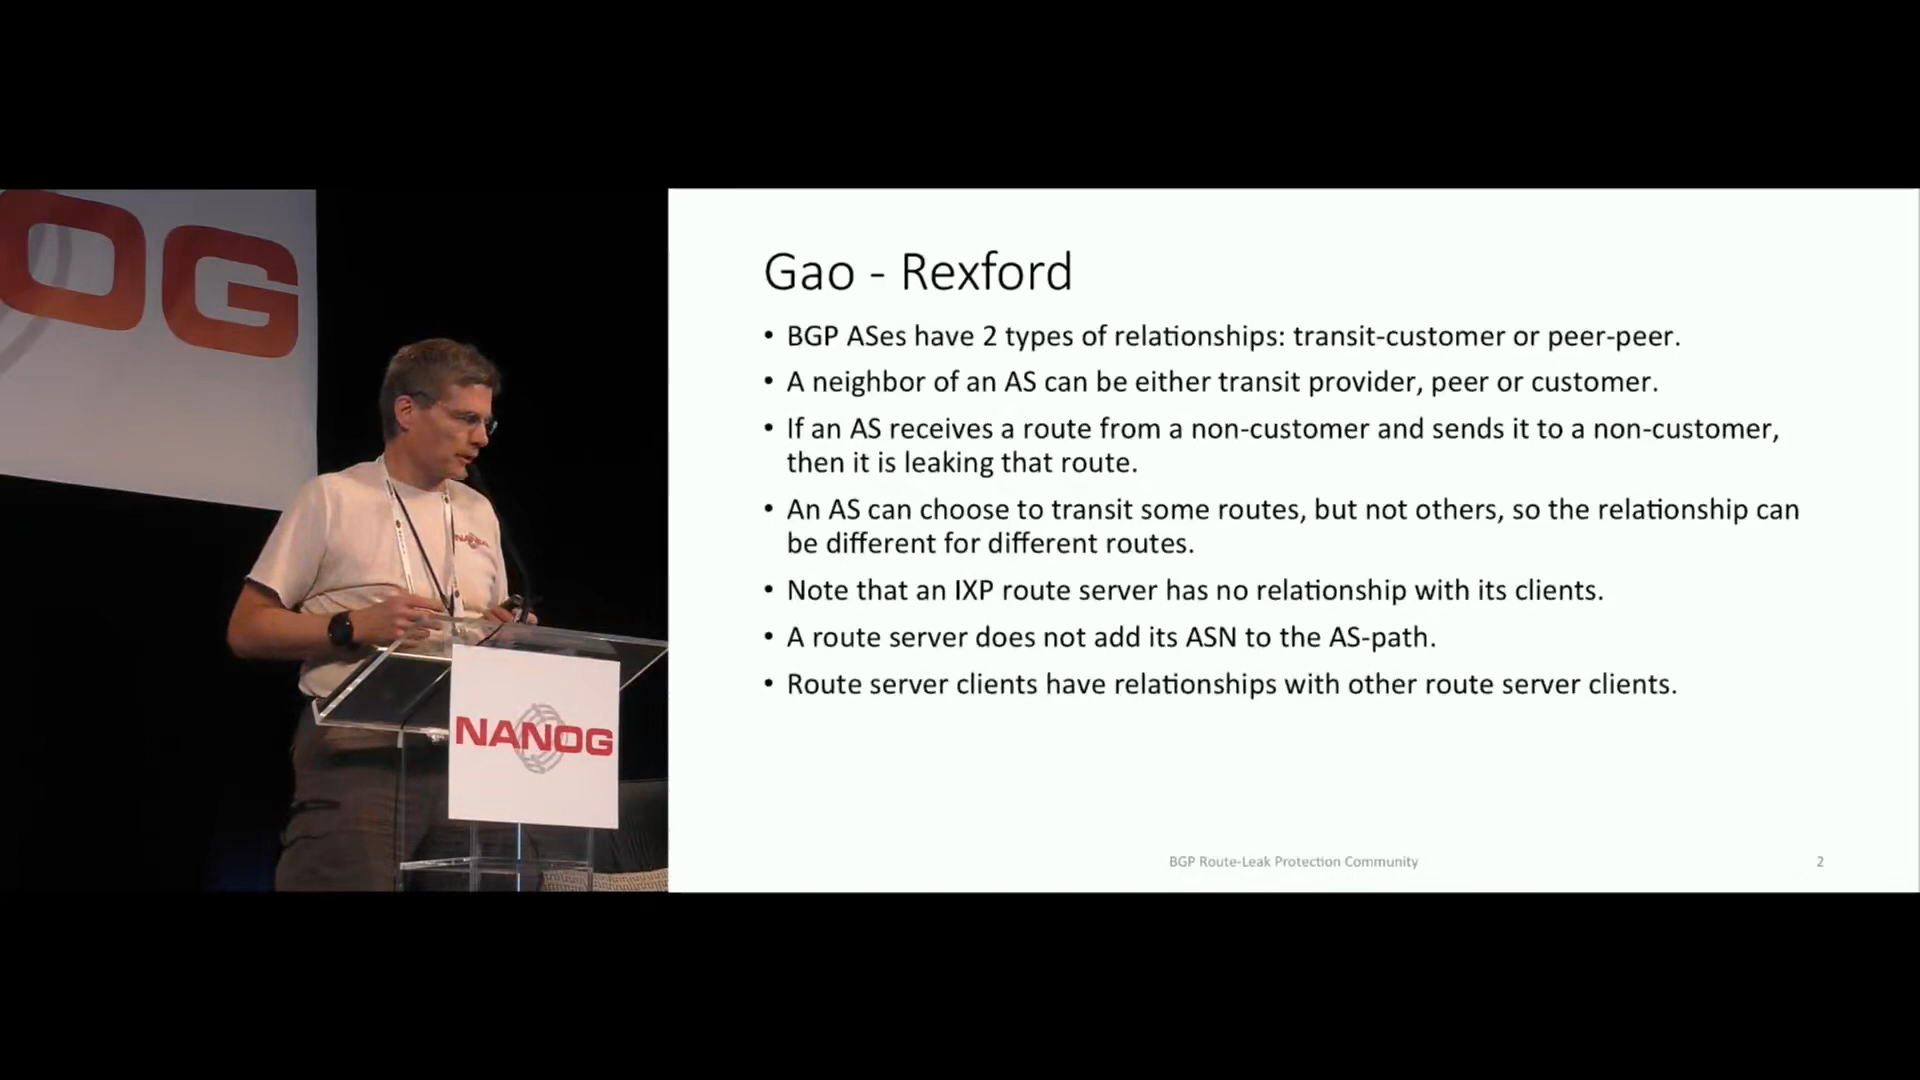 OG
NANOG
NANOG
Gao - Rexford
• BGP ASes have 2 types of relationships: transit-customer or peer-peer.
• A neighbor of an AS can be either transit provider, peer or customer.
• If an AS receives a route from a non-customer and sends it to a non-customer,
then it is leaking that route.
• An AS can choose to transit some routes, but not others, so the relationship can
be different for different routes.
• Note that an IXP route server has no relationship with its clients.
• A route server does not add its ASN to the AS-path.
• Route server clients have relationships with other route server clients.
BGP Route-Leak Protection Community
2